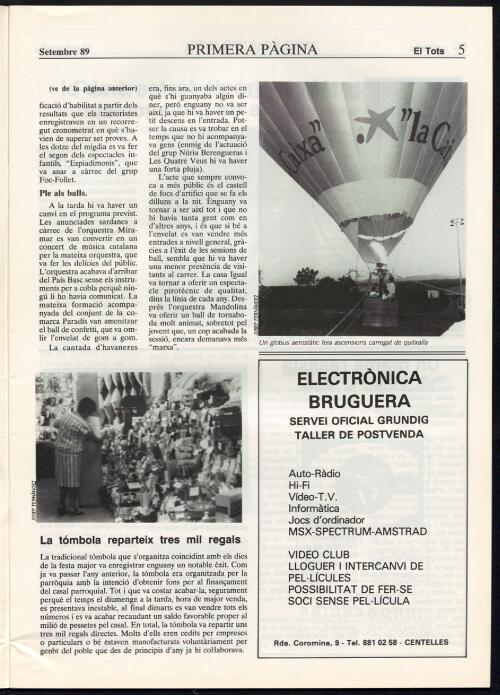 Setembre 89
PRIMERA PÀGINA
El Tots 5
(ve de la pàgina anterior)
ficació d'habilitat a partir dels
resultats que els tractoristes
enregistraven en un recorre-
gut cronometrat en què s'ha-
vien de superar set proves. A
les dotze del migdia es va fer
el segon dels espectacles in-
fantils, "Espiadimonis", que
va anar a càrrec del grup
Foc-Follet.
Ple als balls.
A la tarda hi va haver un
canvi en el programa previst.
Les anunciades sardanes a
càrrec de l'orquestra Mira-
mar es van convertir en un
concert de música catalana
per la mateixa orquestra, que
va fer les delícies del públic.
L'orquestra acabava d'arribar
del País Basc sense els instru-
ments per a cobla perquè nin-
gú li ho havia comunicat. La
mateixa formació acompa-
nyada del conjunt de la co-
marca Paradís van amenitzar
el ball de confetti, que va om-
lir l'envelat de gom a gom.
La cantada d'havaneres
era, fins ara, un dels actes en
què s'hi guanyaba algún di-
ner, peró enguany no va ser
així, ja que hi va haver un pe-
tit descens en l'entrada. Pot-
ser la causa es va trobar en el
temps que no hi acompanya-
va gens (enmig de l'actuació
del grup Núria Berengueras i
Les Quatre Veus hi va haver
una forta pluja).
L'acte que sempre convo-
ca a més públic és el castell
de focs d'artifici que se fa els
dilluns a la nit. Enguany va
tornar a ser així tot i que no
hi havia tanta gent com en
d'altres anys, i és que si bé a
l'envelat es van vendre més
entrades a nivell general, grà-
cies a l'èxit de les sessions de
ball, sembla que hi va haver
una menor presència de visi-
tants al carrer. La casa Igual
va tornar a oferir un especta-
cle pirotècnic de qualitat,
dins la línia de cada any. Des-
prés l'orquestra Mandolina
va oferir un ball de tornabo-
da molt animat, sobretot pel
jovent que, un cop acabada la
sessió, encara demanava més
"marxa".
Caixa"
"la Cai
JOSEP FERNÀNDEZ
Un globus aerostàtic feia ascensions carregat de quitxalla
JOSEP FERNÀNDEZ
La tómbola reparteix tres mil regals
La tradicional tómbola que s'organitza coincidint amb els dies
de la festa major va enregistrar enguany un notable èxit. Com
ja va passar l'any anterior, la tómbola era organitzada per la
parròquia amb la intenció d'obtenir fons per al finançament
del casal parroquial. Tot i que va costar acabar-la, segurament
perquè el temps el diumenge a la tarda, hora de major venda,
es presentava inestable, al final dimarts es van vendre tots els
números i es va acabar recaudant un saldo favorable proper al
milió de pessetes pel casal. En total, la tómbola va repartir uns
tres mil regals directes. Molts d'ells eren cedits per empreses
o particulars o bé éstaven manofacturats voluntàriament per
genbt del poble que des de principis d'any ja hi col·laborava.
ELECTRÒNICA
BRUGUERA
SERVEI OFICIAL GRUNDIG
TALLER DE POSTVENDA
Auto-Ràdio
Hi-Fi
Vídeo-T.V.
Informàtica
Jocs d'ordinador
MSX-SPECTRUM-AMSTRAD
VIDEO CLUB
LLOGUER I INTERCANVI DE
PEL·LÍCULES
POSSIBILITAT DE FER-SE
SOCI SENSE PEL·LÍCULA
Rda. Coromina, 9 - Tel. 881 02 58 - CENTELLES